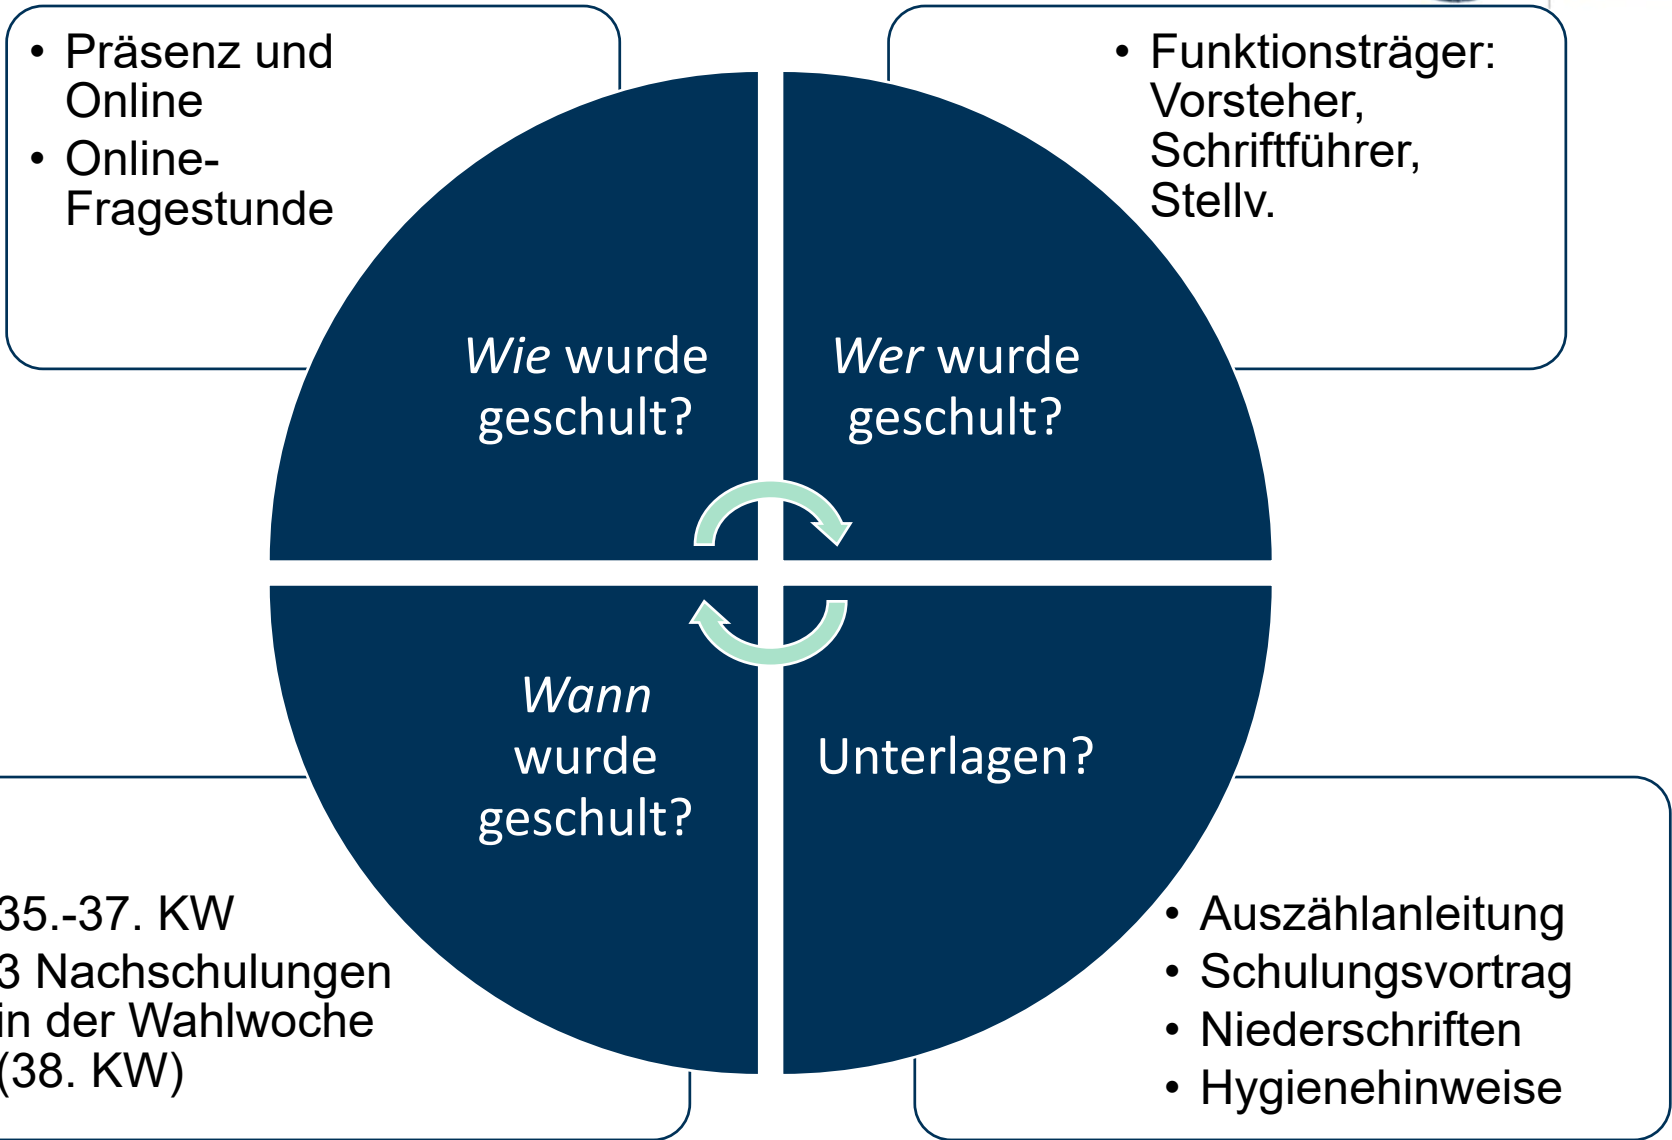 • Präsenz und
Online
• Online-
Fragestunde
• Funktionsträger:
Vorsteher,
Schriftführer,
Stellv.
Wie wurde
geschult?
Wer wurde
geschult?
Wann
wurde
geschult?
Unterlagen?
35.-37. KW
3 Nachschulungen
in der Wahlwoche
(38. KW)
• Auszählanleitung
• Schulungsvortrag
• Niederschriften
• Hygienehinweise